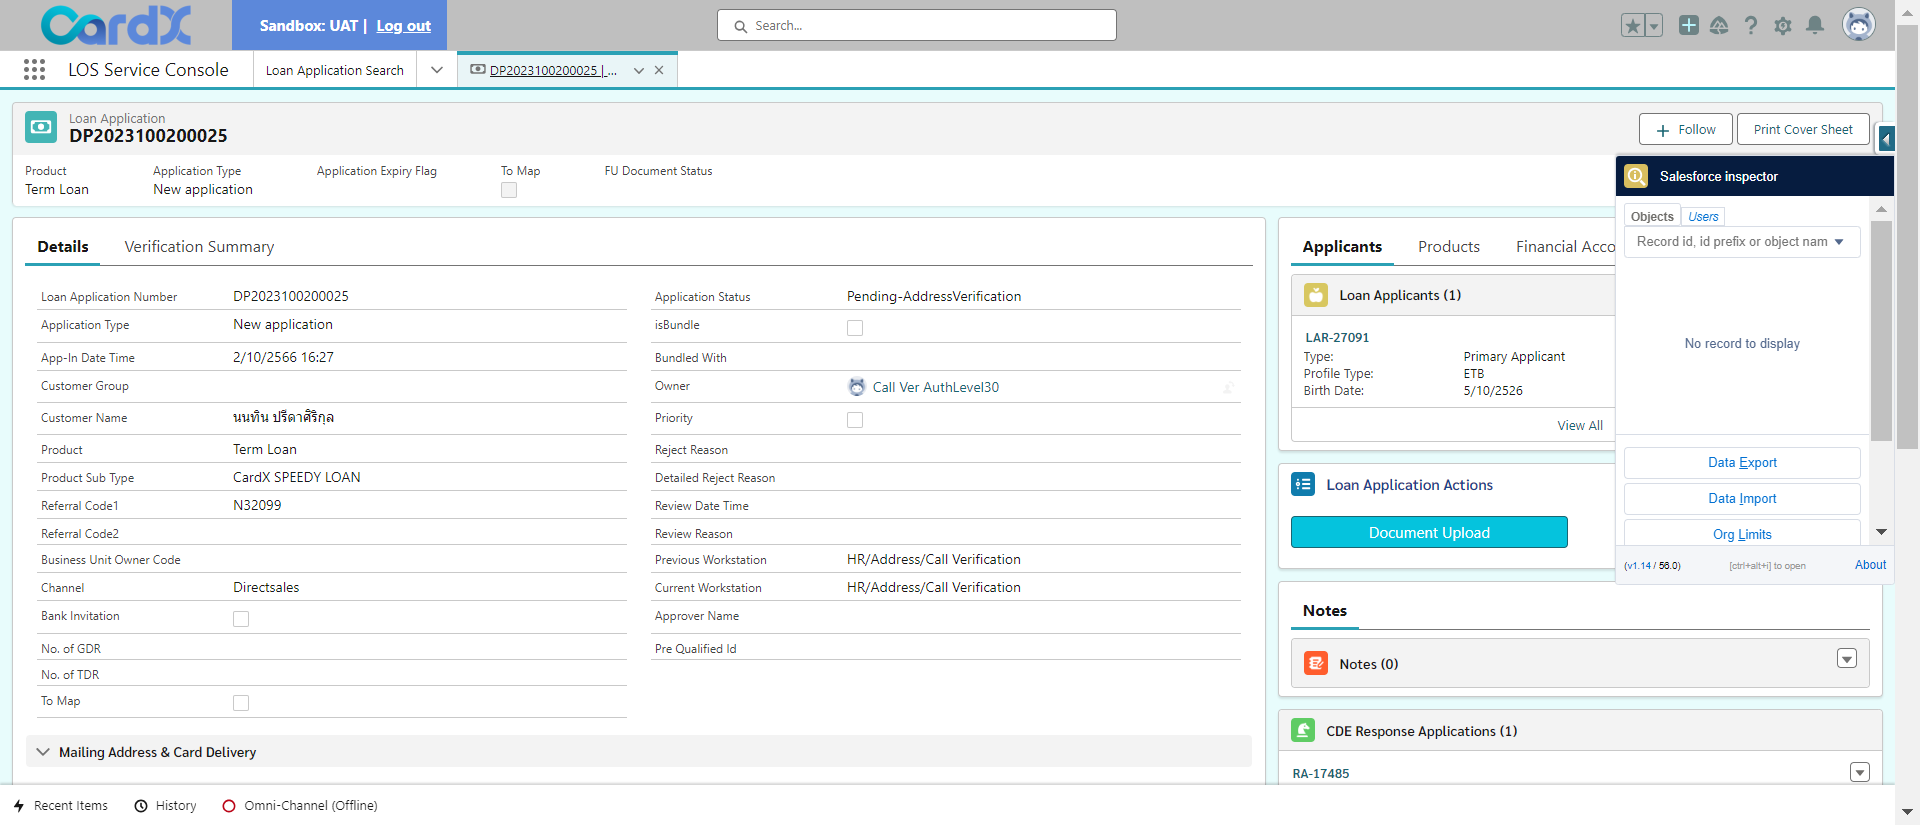 CardX
Sandbox: UAT | Log out
Search...
LOS Service Console
Loan Application Search
DP2023100200025 | ...
Loan Application
DP2023100200025
Follow
Print Cover Sheet
Product
Term Loan
Application Type
New application
Application Expiry Flag
To Map
FU Document Status
Details
Verification Summary
Loan Application Number DP2023100200025
Application Type New application
App-In Date Time 2/10/2566 16:27
Customer Group
Customer Name นนทิน ปรีดาศิริกุล
Product Term Loan
Product Sub Type CardX SPEEDY LOAN
Referral Code1 N32099
Referral Code2
Business Unit Owner Code
Channel Directsales
Bank Invitation
No. of GDR
No. of TDR
To Map
Application Status Pending-AddressVerification
isBundle
Bundled With
Owner Call Ver AuthLevel30
Priority
Reject Reason
Detailed Reject Reason
Review Date Time
Review Reason
Previous Workstation HR/Address/Call Verification
Current Workstation HR/Address/Call Verification
Approver Name
Pre Qualified Id
Mailing Address & Card Delivery
Applicants
Products
Financial Acco
Loan Applicants (1)
LAR-27091
Type: Primary Applicant
Profile Type: ETB
Birth Date: 5/10/2526
View All
Loan Application Actions
Document Upload
Notes
Notes (0)
CDE Response Applications (1)
RA-17485
Salesforce inspector
Objects
Users
Record id, id prefix or object nam
No record to display
Data Export
Data Import
Org Limits
(v1.14 / 56.0)
[ctrl+alt+i] to open
About
Recent Items
History
Omni-Channel (Offline)